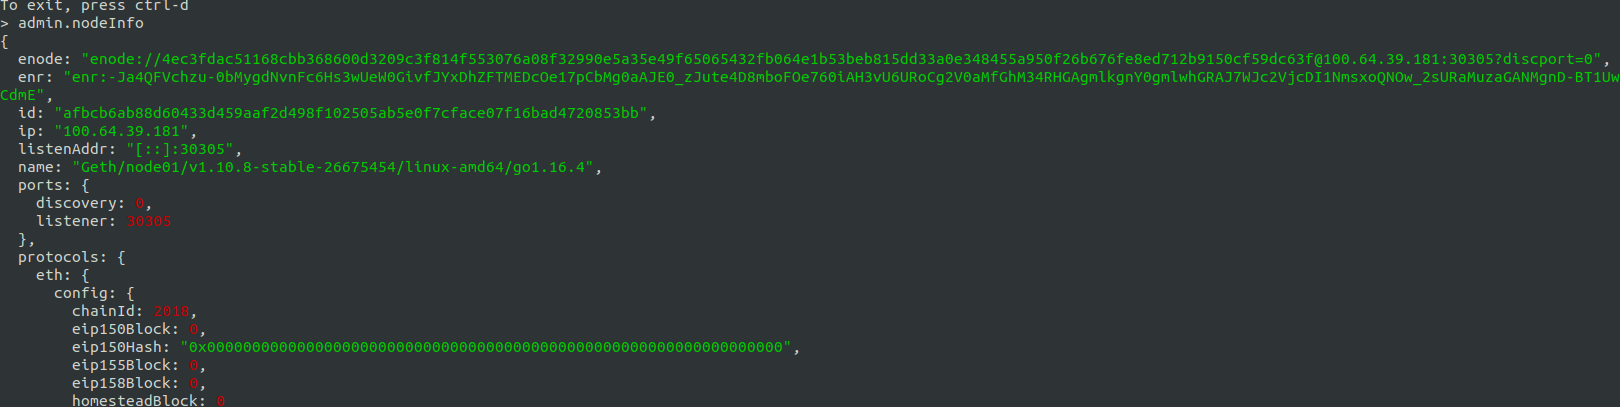 To exit, press ctrl-d
> admin.nodeInfo
{
  enode: "enode://4ec3fdac51168cbb368600d3209c3f814f553076a08f32990e5a35e49f65065432fb064e1b53beb815dd33a0e348455a950f26b676fe8ed712b9150cf59dc63f@100.64.39.181:30305?discport=0",
  enr: "enr:-Ja4QFVchzu-0bMygdNvnFc6Hs3wUeW0GivfJYxDhZFTMEDcOe17pCbMg0aAJE0_zJute4D8mboFOe760iAH3vU6URoCg2V0aMfGhM34RHGAgmlkgnY0gmlwhGRAJ7WJc2VjcDI1NmsxoQNOw_2sURaMuzaGANMgnD-BT1Uw
CdmE",
  id: "afbcb6ab88d60433d459aaf2d498f102505ab5e0f7cface07f16bad4720853bb",
  ip: "100.64.39.181",
  listenAddr: "[::]:30305",
  name: "Geth/node01/v1.10.8-stable-26675454/linux-amd64/go1.16.4",
  ports: {
    discovery: 0,
    listener: 30305
  },
  protocols: {
    eth: {
      config: {
        chainId: 2018,
        eip150Block: 0,
        eip150Hash: "0x0000000000000000000000000000000000000000000000000000000000000000",
        eip155Block: 0,
        eip158Block: 0,
        homesteadBlock: 0